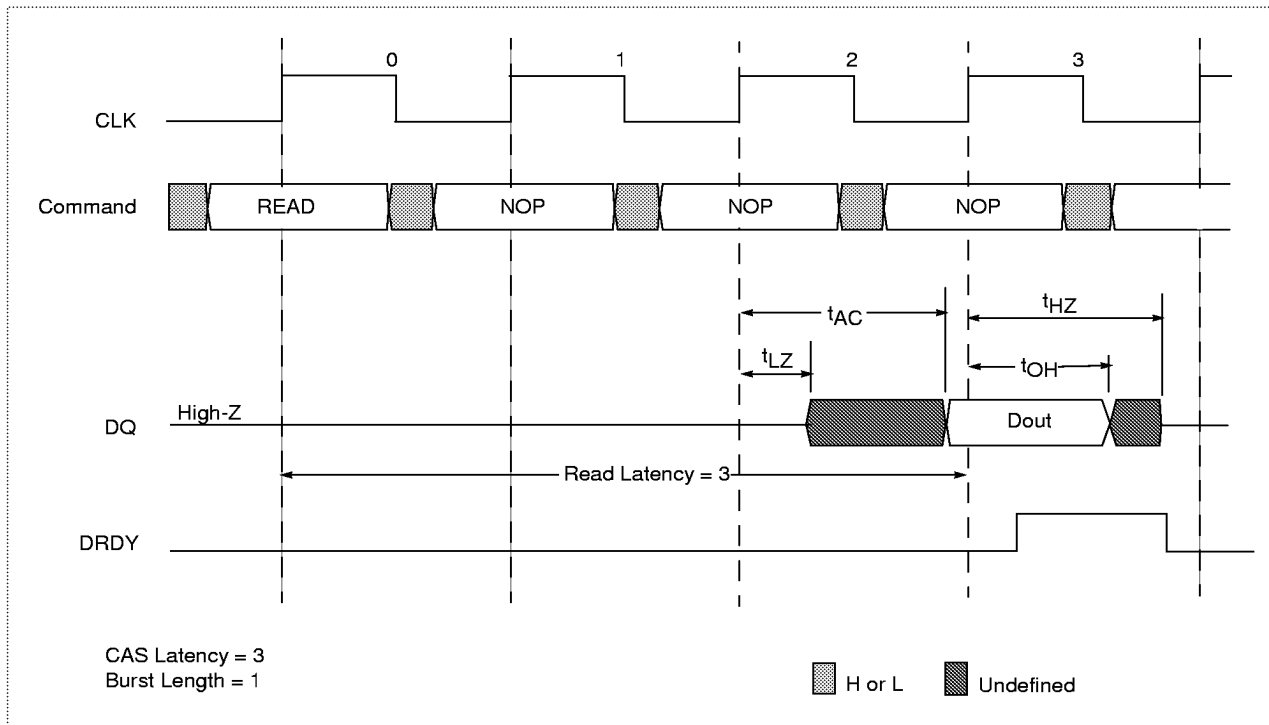 0 1 2 3
CLK
Command READ NOP NOP NOP
tAC tHZ
tLZ tOH
High-Z
DQ Dout
Read Latency = 3
DRDY
CAS Latency = 3
Burst Length = 1
H or L Undefined